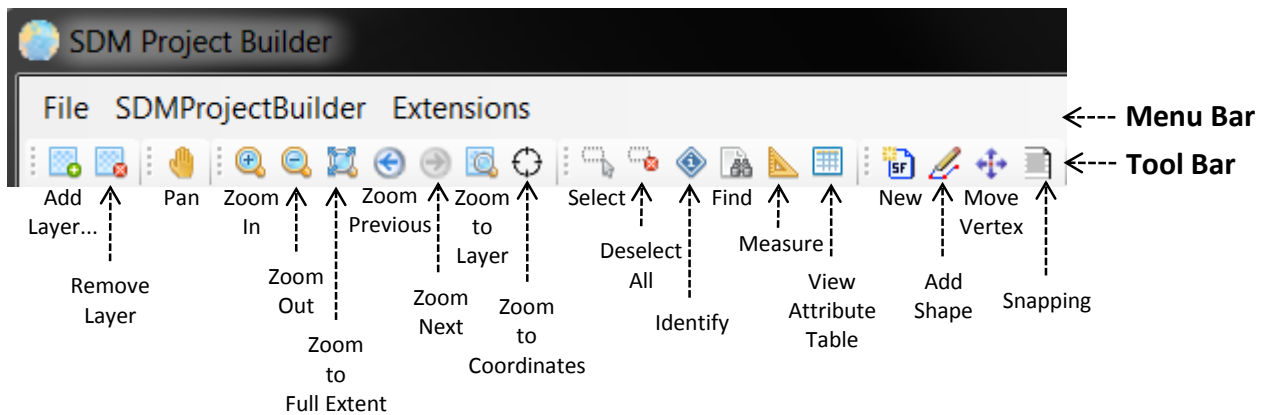 SDM Project Builder
File SDMProjectBuilder Extensions
Menu Bar
SF
Tool Bar
Add
Layer...
Remove
Layer
Pan
Zoom
In
Zoom
Out
Zoom
to
Full Extent
Zoom
Previous
Zoom
Next
Zoom
to
Layer
Zoom
to
Coordinates
Select
Deselect
All
Identify
Find
Measure
View
Attribute
Table
New
Add
Shape
Move
Vertex
Snapping